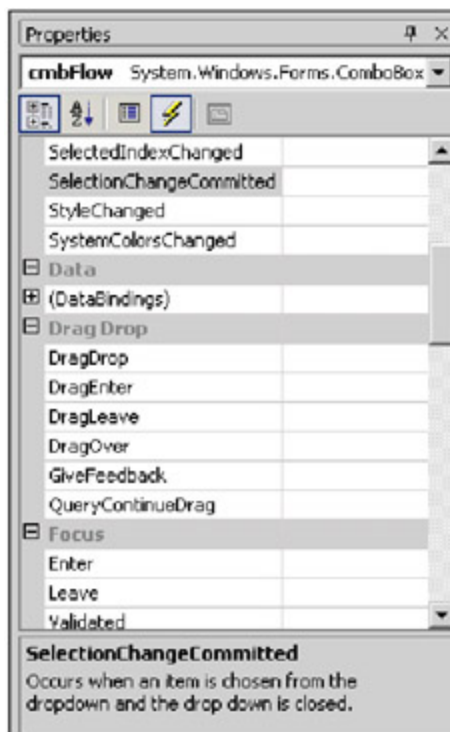 Properties
cmbFlow System.Windows.Forms.ComboBox
SelectedIndexChanged
SelectionChangeCommitted
StyleChanged
SystemColorsChanged
Data
(DataBindings)
Drag Drop
DragDrop
DragEnter
DragLeave
DragOver
GiveFeedback
QueryContinueDrag
Focus
Enter
Leave
Validated
SelectionChangeCommitted
Occurs when an item is chosen from the
dropdown and the drop down is closed.